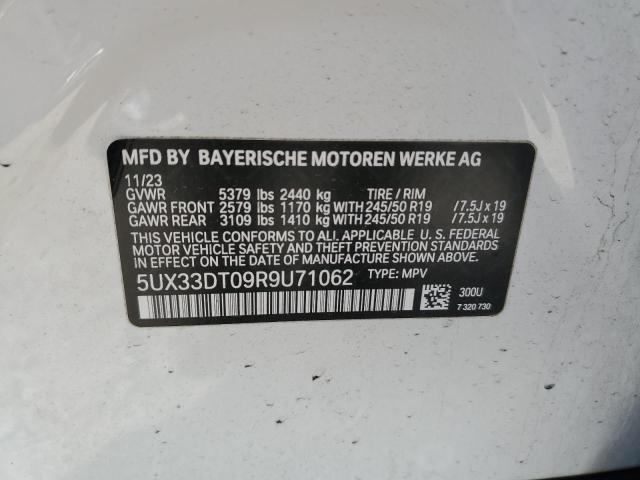 MFD BY BAYERISCHE MOTOREN WERKE AG
11/23
GVWR 5379 lbs 2440 kg TIRE / RIM
GAWR FRONT 2579 lbs 1170 kg WITH 245/50 R19 / 7.5J x 19
GAWR REAR 3109 lbs 1410 kg WITH 245/50 R19 / 7.5J x 19
THIS VEHICLE CONFORMS TO ALL APPLICABLE U. S. FEDERAL
MOTOR VEHICLE SAFETY AND THEFT PREVENTION STANDARDS
IN EFFECT ON THE DATE OF MANUFACTURE SHOWN ABOVE.
5UX33DT09R9U71062 TYPE: MPV
300U
7 320 730